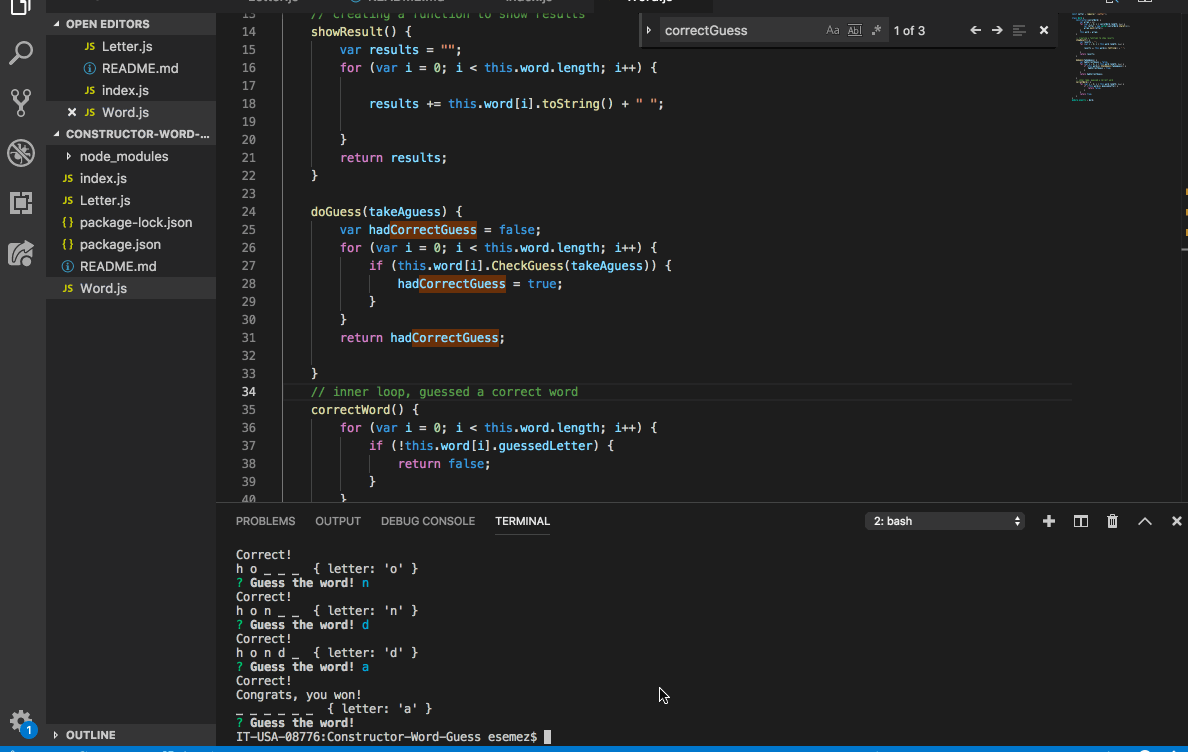 OPEN EDITORS
JS Letter.js
README.md
JS index.js
JS Word.js
CONSTRUCTOR-WORD-...
node_modules
JS index.js
JS Letter.js
{} package-lock.json
{} package.json
README.md
JS Word.js
OUTLINE
1
correctGuess
Aa Abl .*
1 of 3
13 // creating a function to show results
14 showResult() {
15 var results = "";
16 for (var i = 0; i < this.word.length; i++) {
17
18 results += this.word[i].toString() + " ";
19
20 }
21 return results;
22 }
23
24 doGuess(takeAguess) {
25 var hadCorrectGuess = false;
26 for (var i = 0; i < this.word.length; i++) {
27 if (this.word[i].CheckGuess(takeAguess)) {
28 hadCorrectGuess = true;
29 }
30 }
31 return hadCorrectGuess;
32
33 }
34 // inner loop, guessed a correct word
35 correctWord() {
36 for (var i = 0; i < this.word.length; i++) {
37 if (!this.word[i].guessedLetter) {
38 return false;
39 }
40 }
PROBLEMS OUTPUT DEBUG CONSOLE TERMINAL 2: bash
Correct!
h o _ _ _ { letter: 'o' }
? Guess the word! n
Correct!
h o n _ _ { letter: 'n' }
? Guess the word! d
Correct!
h o n d _ { letter: 'd' }
? Guess the word! a
Correct!
Congrats, you won!
_ _ _ _ _ _ { letter: 'a' }
? Guess the word!
IT-USA-08776:Constructor-Word-Guess esemez$